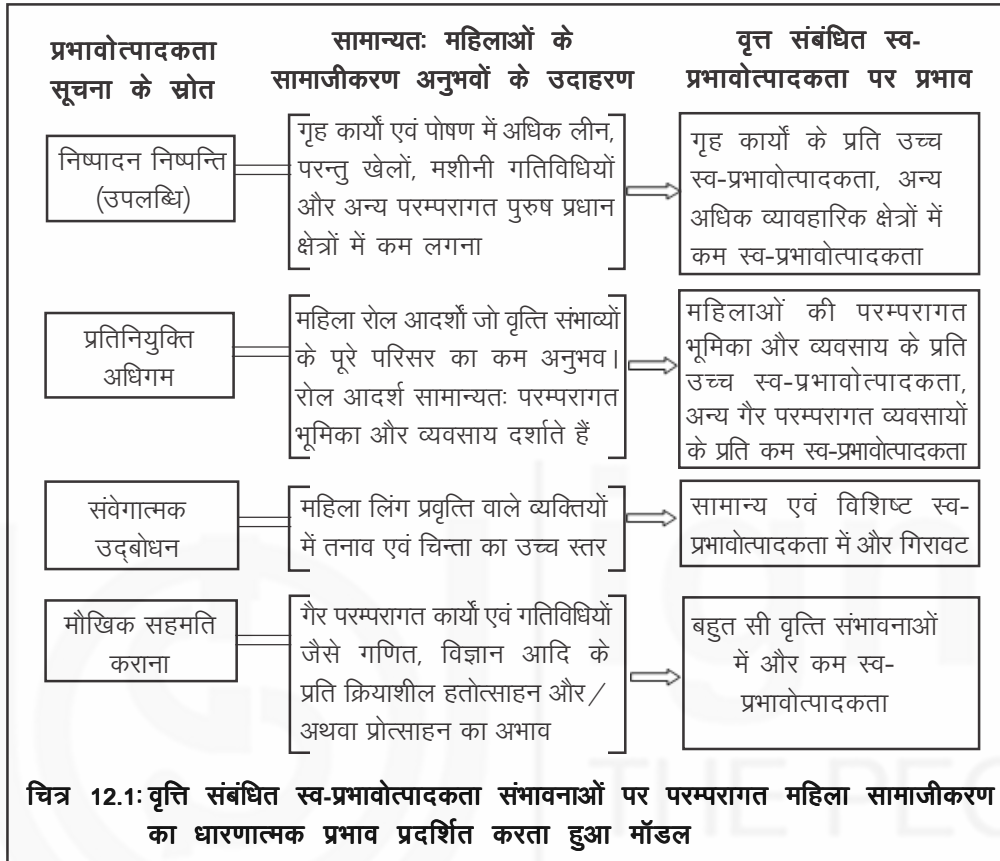 प्रभावोत्पादकता
सूचना के स्रोत
सामान्यतः महिलाओं के
सामाजीकरण अनुभवों के उदाहरण
वृत्त संबंधित स्व-
प्रभावोत्पादकता पर प्रभाव
निष्पादन निष्पन्ति
(उपलब्धि)
गृह कार्यों एवं पोषण में अधिक लीन,
परन्तु खेलों, मशीनी गतिविधियों
और अन्य परम्परागत पुरुष प्रधान
क्षेत्रों में कम लगना
गृह कार्यों के प्रति उच्च
स्व-प्रभावोत्पादकता, अन्य
अधिक व्यावहारिक क्षेत्रों में
कम स्व-प्रभावोत्पादकता
प्रतिनियुक्ति
अधिगम
महिला रोल आदर्शों जो वृत्ति संभाव्यों
के पूरे परिसर का कम अनुभव।
रोल आदर्श सामान्यतः परम्परागत
भूमिका और व्यवसाय दर्शाते हैं
महिलाओं की परम्परागत
भूमिका और व्यवसाय के प्रति
उच्च स्व-प्रभावोत्पादकता,
अन्य गैर परम्परागत व्यवसायों
के प्रति कम स्व-प्रभावोत्पादकता
संवेगात्मक
उद्‌बोधन
महिला लिंग प्रवृत्ति वाले व्यक्तियों
में तनाव एवं चिन्ता का उच्च स्तर
सामान्य एवं विशिष्ट स्व-
प्रभावोत्पादकता में और गिरावट
मौखिक सहमति
कराना
गैर परम्परागत कार्यों एवं गतिविधियों
जैसे गणित, विज्ञान आदि के
प्रति क्रियाशील हतोत्साहन और/
अथवा प्रोत्साहन का अभाव
बहुत सी वृत्ति संभावनाओं
में और कम स्व-
प्रभावोत्पादकता
चित्र 12.1: वृत्ति संबंधित स्व-प्रभावोत्पादकता संभावनाओं पर परम्परागत महिला सामाजीकरण
का धारणात्मक प्रभाव प्रदर्शित करता हुआ मॉडल
ign
THE PEO